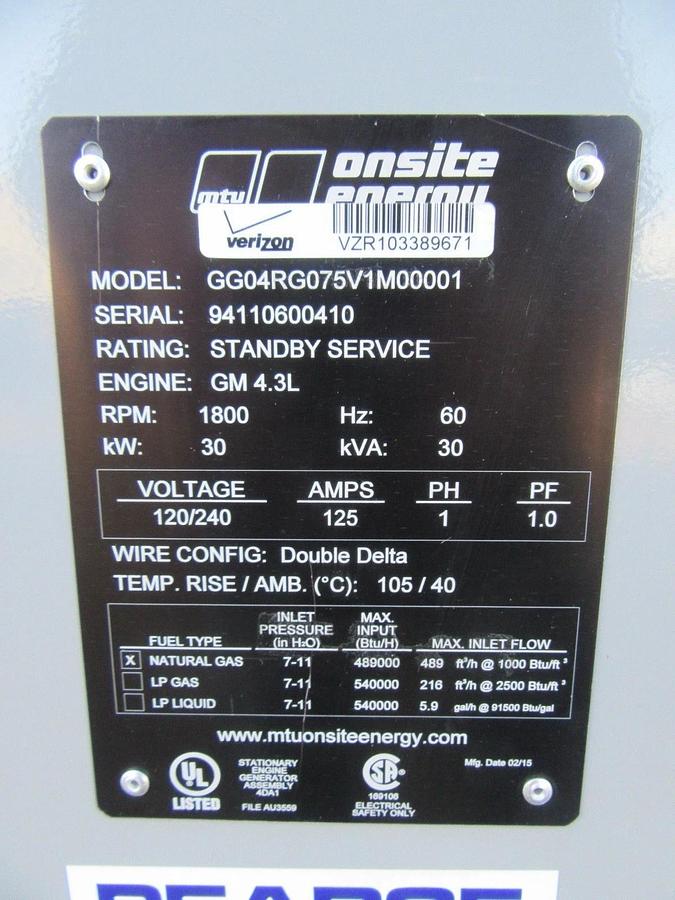 onsite
mtu energy
verizon VZR103389671
MODEL: GG04RG075V1M00001
SERIAL: 94110600410
RATING: STANDBY SERVICE
ENGINE: GM 4.3L
RPM: 1800 Hz: 60
kW: 30 kVA: 30
VOLTAGE AMPS PH PF
120/240 125 1 1.0
WIRE CONFIG: Double Delta
TEMP. RISE / AMB. (°C): 105 / 40
FUEL TYPE INLET PRESSURE (in H₂O) MAX. INPUT (Btu/H) MAX. INLET FLOW
X NATURAL GAS 7-11 489000 489 ft³/h @ 1000 Btu/ft³
LP GAS 7-11 540000 216 ft³/h @ 2500 Btu/ft³
LP LIQUID 7-11 540000 5.9 gal/h @ 91500 Btu/gal
www.mtuonsiteenergy.com
UL LISTED
STATIONARY
ENGINE
GENERATOR
ASSEMBLY
4DA1
FILE AU3559
SA
169106
ELECTRICAL
SAFETY ONLY
Mfg. Date 02/15